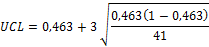 UCL = 0,463 + 3 √(0,463(1 − 0,463) / 41)